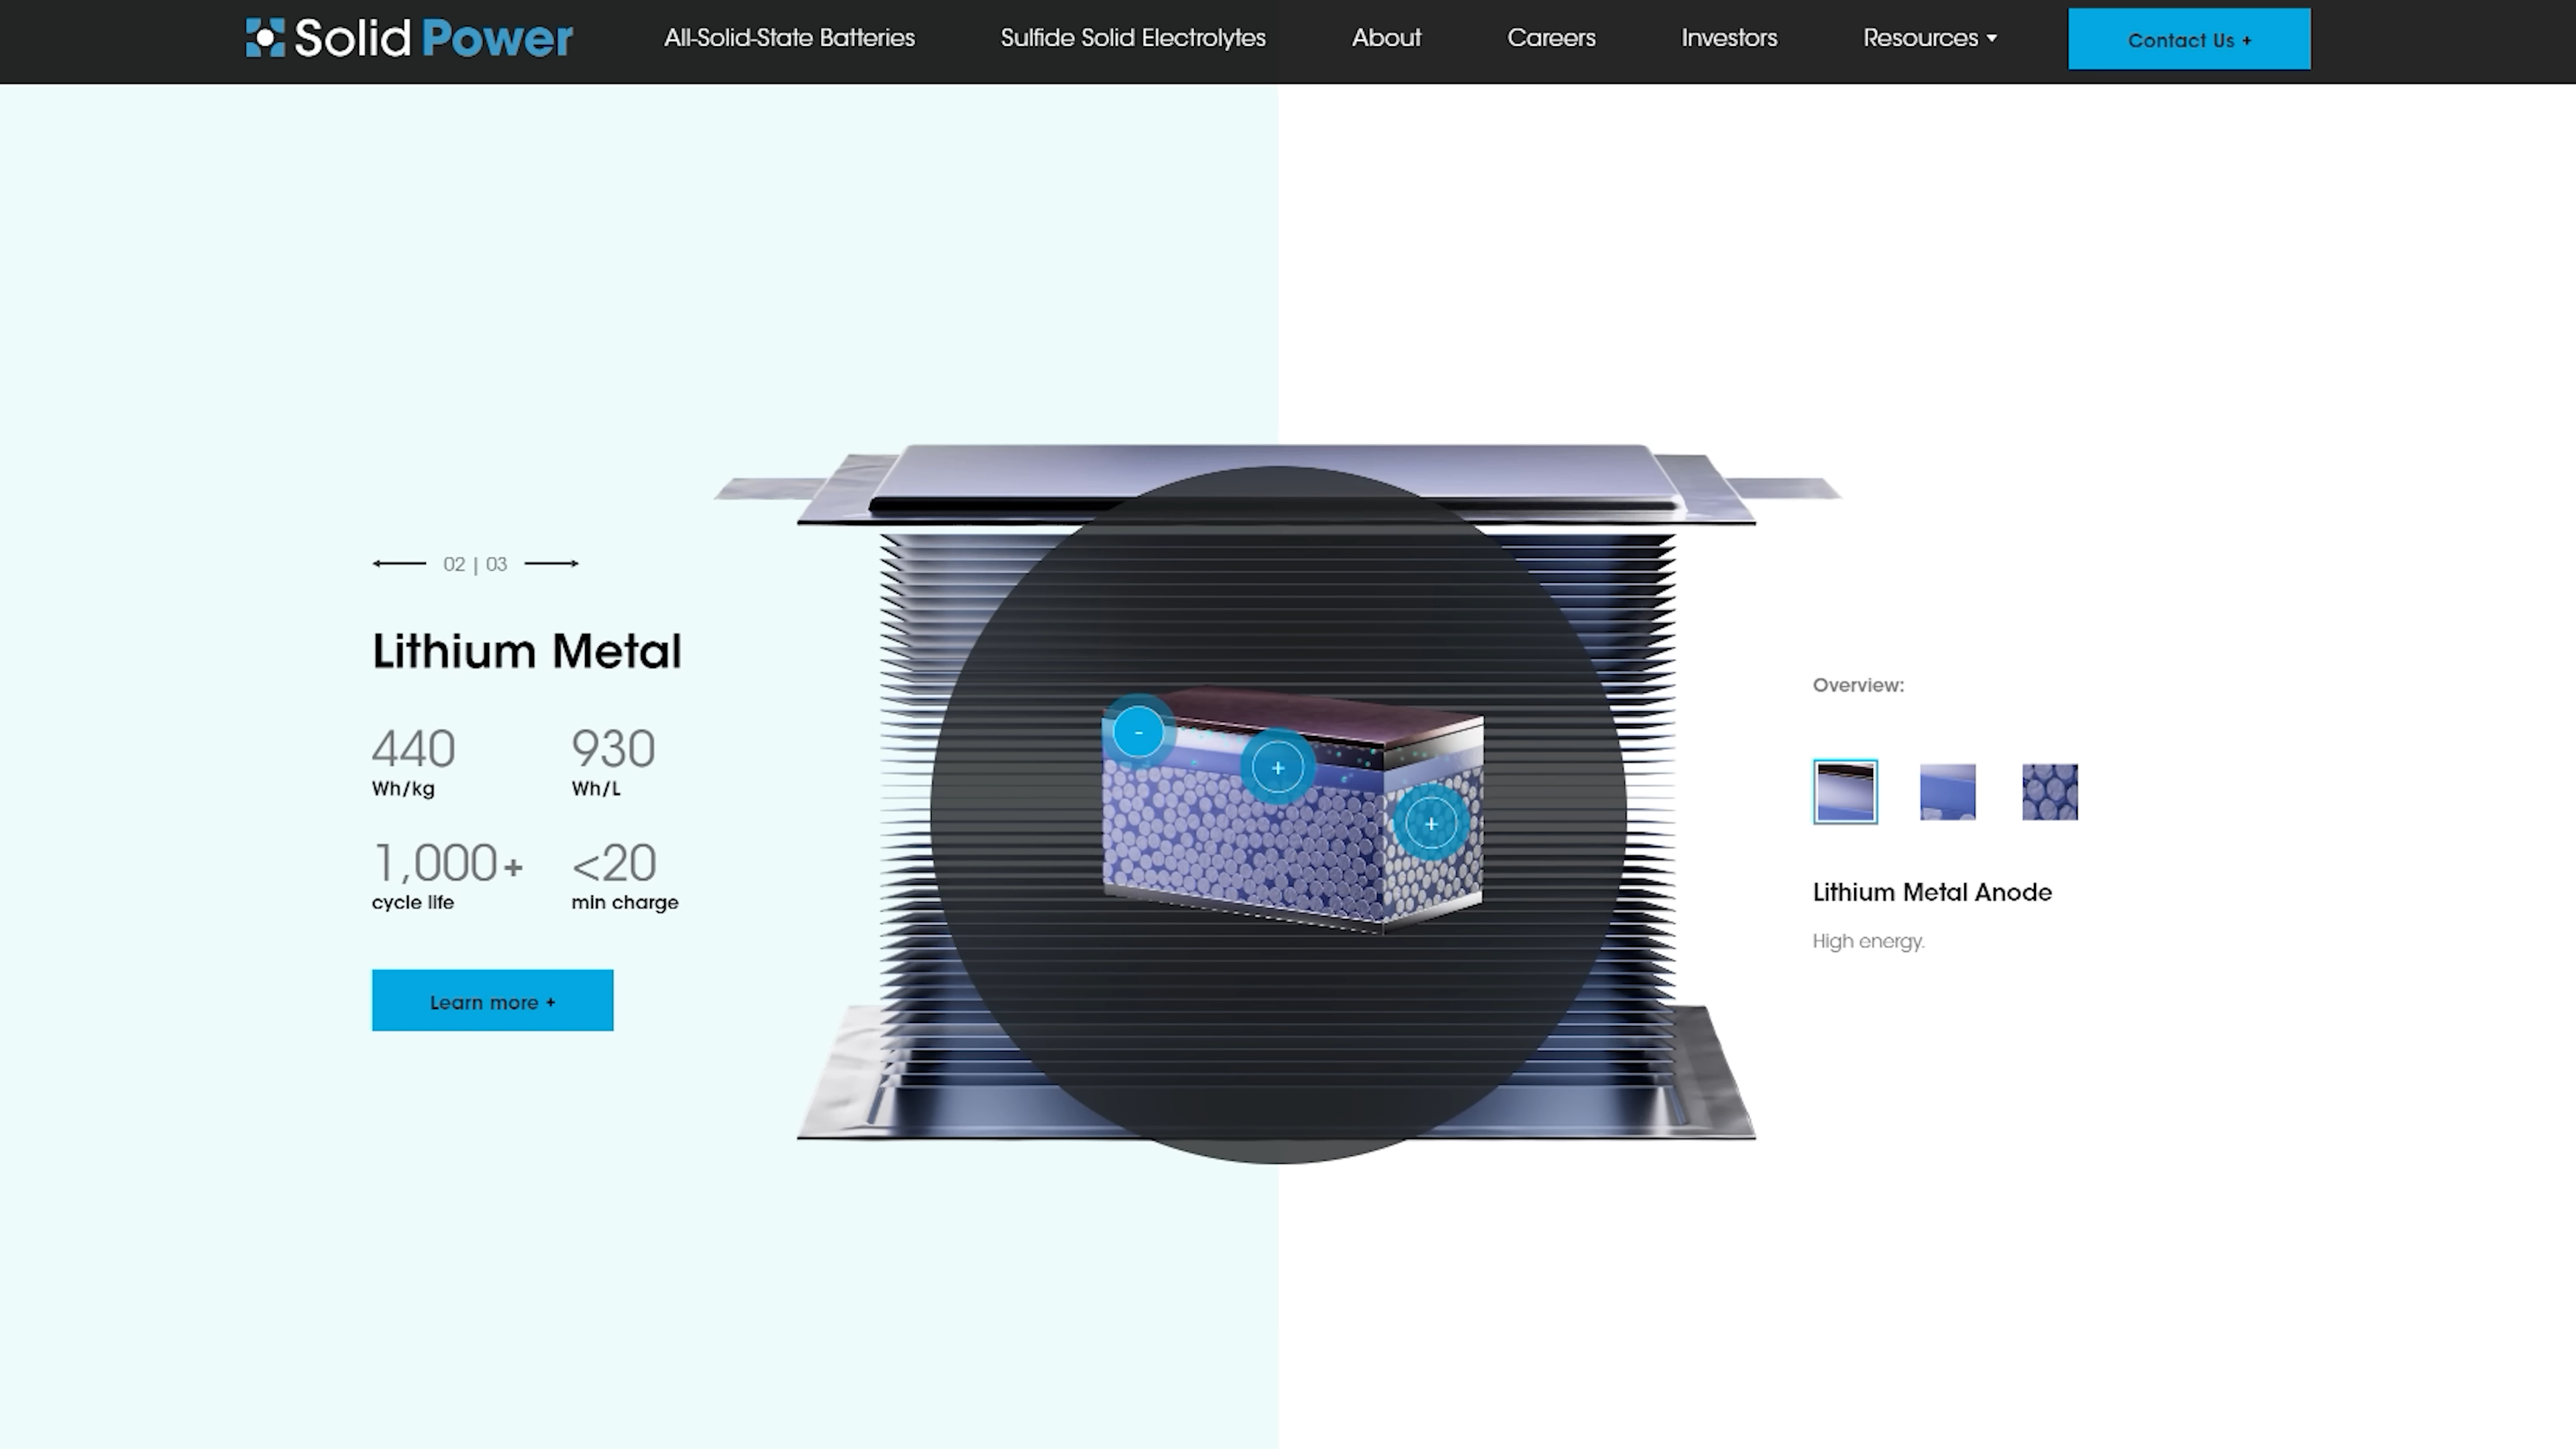 Solid Power
All-Solid-State Batteries
Sulfide Solid Electrolytes
About
Careers
Investors
Resources
Contact Us +
02 | 03
Lithium Metal
440
Wh/kg
930
Wh/L
1,000+
cycle life
<20
min charge
Learn more +
-
+
+
Overview:
Lithium Metal Anode
High energy.